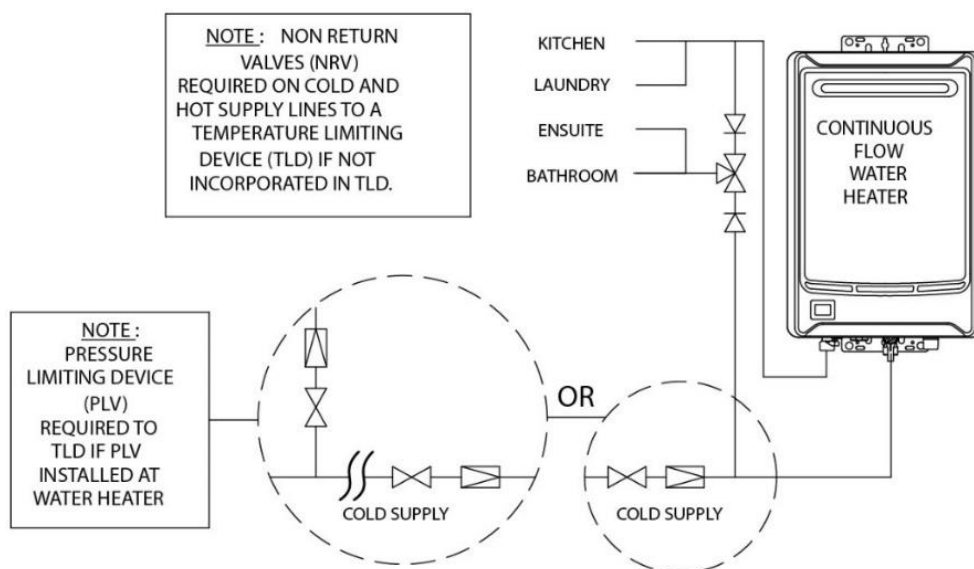 NOTE : NON RETURN
VALVES (NRV)
REQUIRED ON COLD AND
HOT SUPPLY LINES TO A
TEMPERATURE LIMITING
DEVICE (TLD) IF NOT
INCORPORATED IN TLD.
KITCHEN
LAUNDRY
ENSUITE
BATHROOM
CONTINUOUS
FLOW
WATER
HEATER
NOTE :
PRESSURE
LIMITING DEVICE
(PLV)
REQUIRED TO
TLD IF PLV
INSTALLED AT
WATER HEATER
OR
COLD SUPPLY
COLD SUPPLY